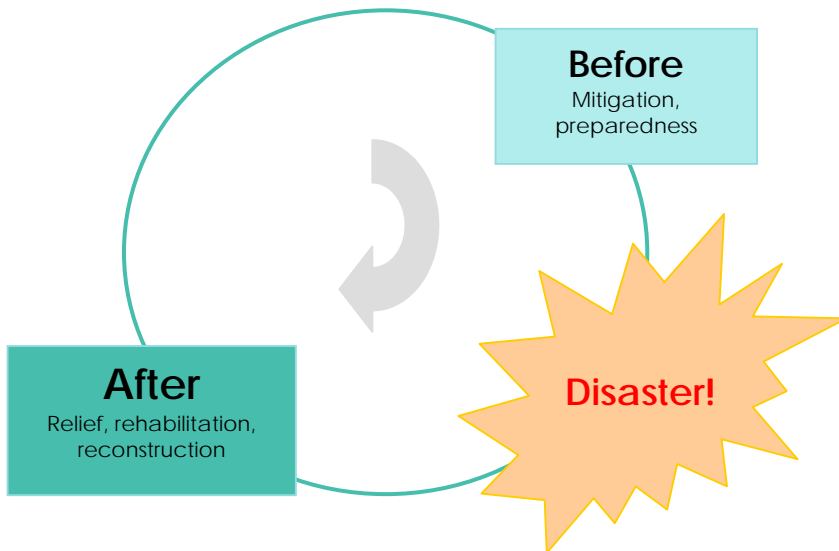 Before
Mitigation,
preparedness
Disaster!
After
Relief, rehabilitation,
reconstruction